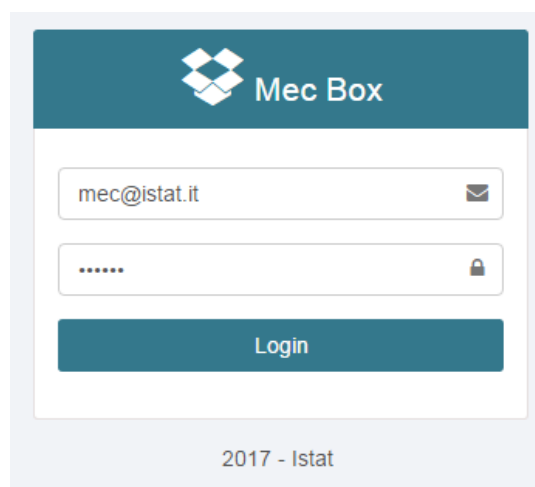 Mec Box
mec@istat.it
••••••
Login
2017 - Istat